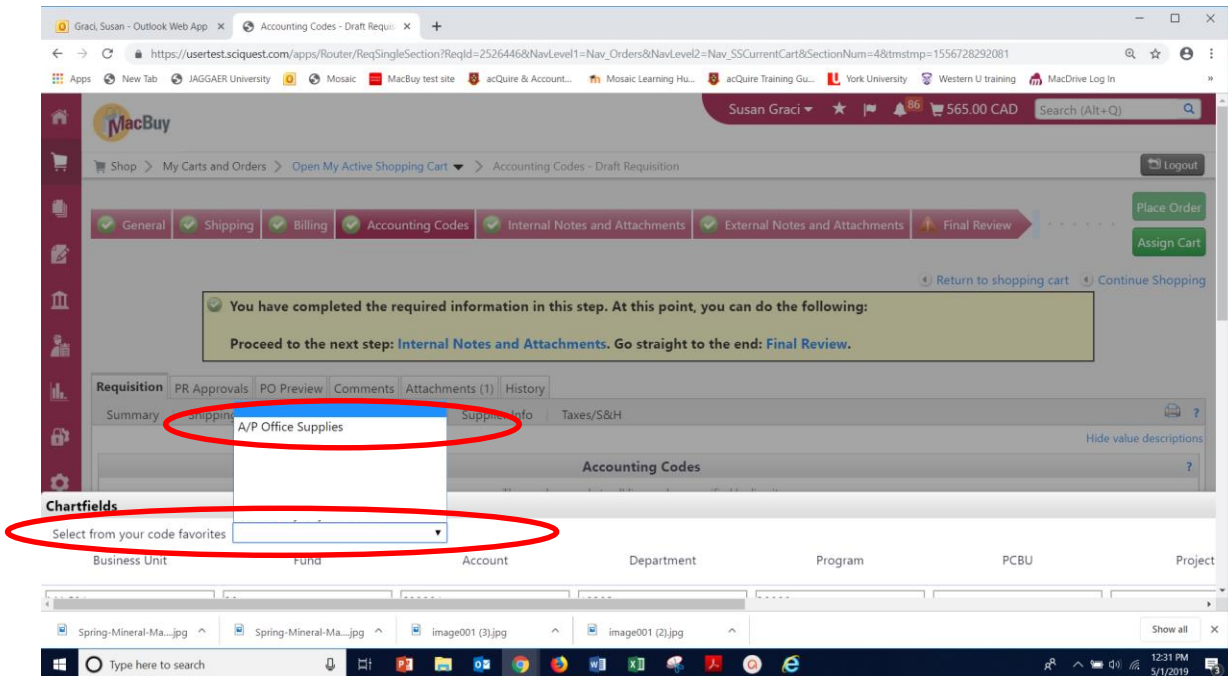 Graci, Susan - Outlook Web App
Accounting Codes - Draft Requis
https://usertest.sciquest.com/apps/Router/ReqSingleSection?ReqId=2526446&NavLevel1=Nav_Orders&NavLevel2=Nav_SSCurrentCart&SectionNum=4&tmstmp=1556728292081
Apps New Tab JAGGAER University Mosaic MacBuy test site acQuire & Account... Mosaic Learning Hu... acQuire Training Gu... York University Western U training MacDrive Log In »
MacBuy
Susan Graci 86 565.00 CAD Search (Alt+Q)
Shop > My Carts and Orders > Open My Active Shopping Cart > Accounting Codes - Draft Requisition
Logout
Place Order
General Shipping Billing Accounting Codes Internal Notes and Attachments External Notes and Attachments Final Review
Assign Cart
Return to shopping cart Continue Shopping
You have completed the required information in this step. At this point, you can do the following:
Proceed to the next step: Internal Notes and Attachments. Go straight to the end: Final Review.
Requisition PR Approvals PO Preview Comments Attachments (1) History
Summary Shipping Supplier Info Taxes/S&H ?
A/P Office Supplies
Hide value descriptions
Accounting Codes ?
Chartfields
Select from your code favorites
Business Unit Fund Account Department Program PCBU Project
Spring-Mineral-Ma....jpg Spring-Mineral-Ma....jpg image001 (3).jpg image001 (2).jpg Show all
Type here to search
12:31 PM
5/1/2019